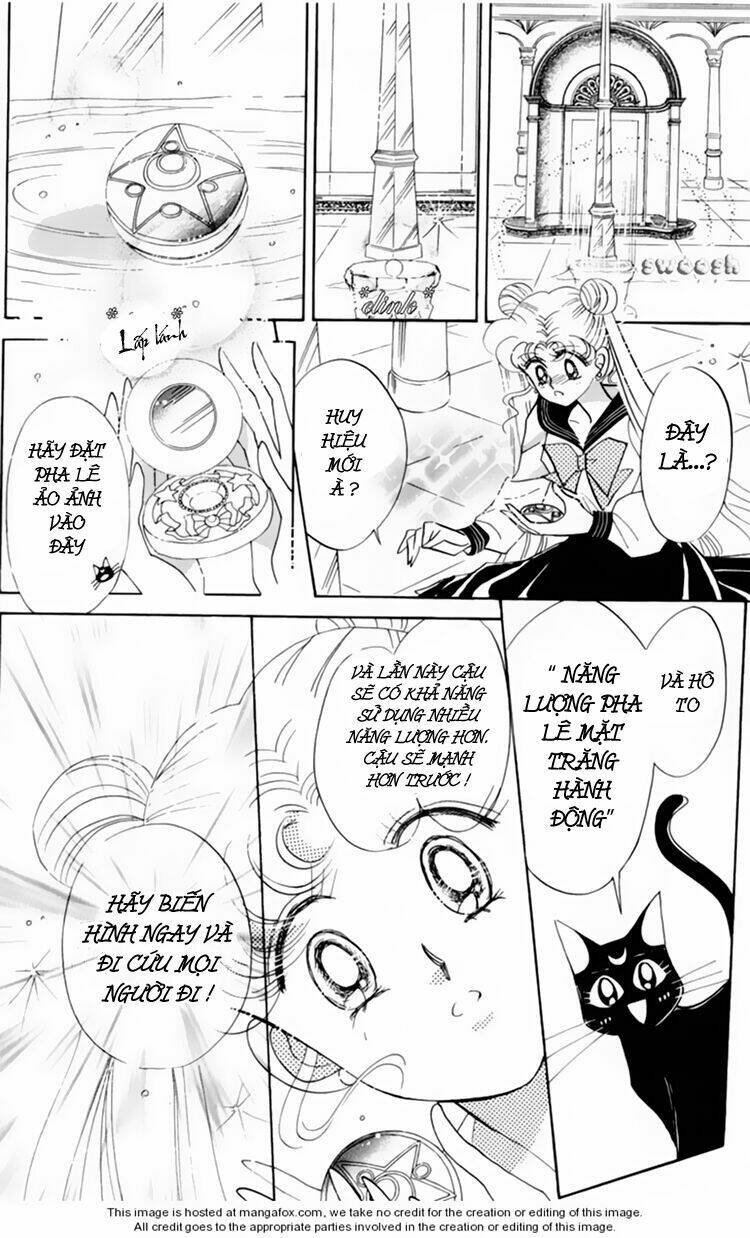 swoosh
clink
Lấp lánh
ĐÂY
LÀ...?
HUY
HIỆU
MỚI
À ?
HÃY ĐẶT
PHA LÊ
ẢO ẢNH
VÀO
ĐÂY
VÀ HÔ
TO
" NĂNG
LƯỢNG PHA
LÊ MẶT
TRĂNG
HÀNH
ĐỘNG"
VÀ LẦN NÀY CẬU
SẼ CÓ KHẢ NĂNG
SỬ DỤNG NHIỀU
NĂNG LƯỢNG HƠN.
CẬU SẼ MẠNH
HƠN TRƯỚC !
HÃY BIẾN
HÌNH NGAY VÀ
ĐI CỨU MỌI
NGƯỜI ĐI !
This image is hosted at mangafox.com, we take no credit for the creation or editing of this image.
All credit goes to the appropriate parties involved in the creation or editing of this image.